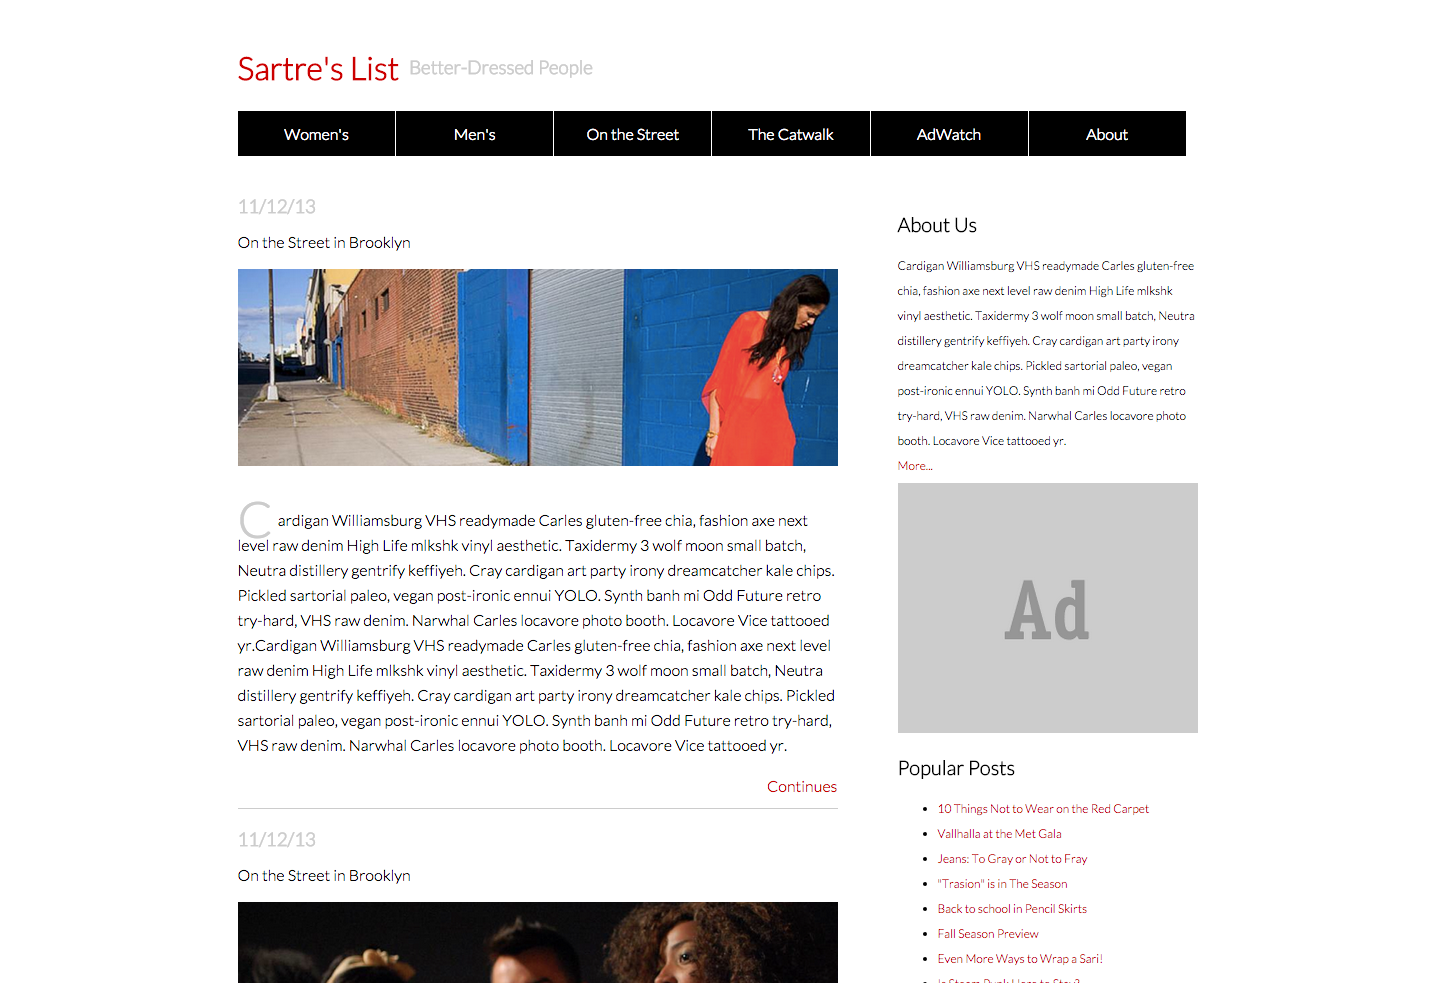 Sartre's List Better-Dressed People
Women's Men's On the Street The Catwalk AdWatch About
11/12/13
On the Street in Brooklyn
Cardigan Williamsburg VHS readymade Carles gluten-free chia, fashion axe next
level raw denim High Life mlkshk vinyl aesthetic. Taxidermy 3 wolf moon small batch,
Neutra distillery gentrify keffiyeh. Cray cardigan art party irony dreamcatcher kale chips.
Pickled sartorial paleo, vegan post-ironic ennui YOLO. Synth banh mi Odd Future retro
try-hard, VHS raw denim. Narwhal Carles locavore photo booth. Locavore Vice tattooed
yr.Cardigan Williamsburg VHS readymade Carles gluten-free chia, fashion axe next level
raw denim High Life mlkshk vinyl aesthetic. Taxidermy 3 wolf moon small batch, Neutra
distillery gentrify keffiyeh. Cray cardigan art party irony dreamcatcher kale chips. Pickled
sartorial paleo, vegan post-ironic ennui YOLO. Synth banh mi Odd Future retro try-hard,
VHS raw denim. Narwhal Carles locavore photo booth. Locavore Vice tattooed yr.
Continues
11/12/13
On the Street in Brooklyn
About Us
Cardigan Williamsburg VHS readymade Carles gluten-free
chia, fashion axe next level raw denim High Life mlkshk
vinyl aesthetic. Taxidermy 3 wolf moon small batch, Neutra
distillery gentrify keffiyeh. Cray cardigan art party irony
dreamcatcher kale chips. Pickled sartorial paleo, vegan
post-ironic ennui YOLO. Synth banh mi Odd Future retro
try-hard, VHS raw denim. Narwhal Carles locavore photo
booth. Locavore Vice tattooed yr.
More...
Ad
Popular Posts
10 Things Not to Wear on the Red Carpet
Vallhalla at the Met Gala
Jeans: To Gray or Not to Fray
"Trasion" is in The Season
Back to school in Pencil Skirts
Fall Season Preview
Even More Ways to Wrap a Sari!
Is Steam Punk Here to Stay?